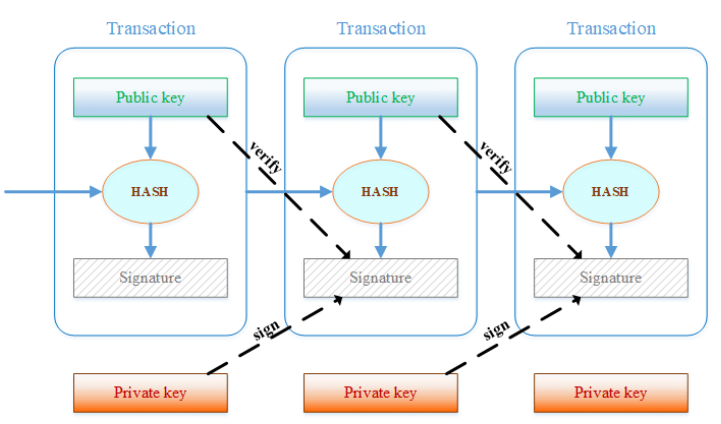 Transaction Transaction Transaction
Public key Public key Public key
verify verify
HASH HASH HASH
Signature Signature Signature
sign sign
Private key Private key Private key